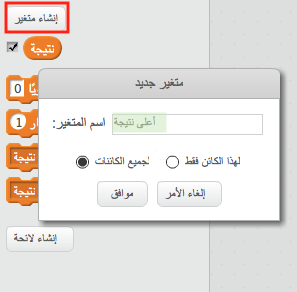 إنشاء متغير
نتيجة
متغير جديد
0
اسم المتغير: أعلى نتيجة
1
لجميع الكائنات لهذا الكائن فقط
نتيجة
موافق إلغاء الأمر
نتيجة
إنشاء لائحة